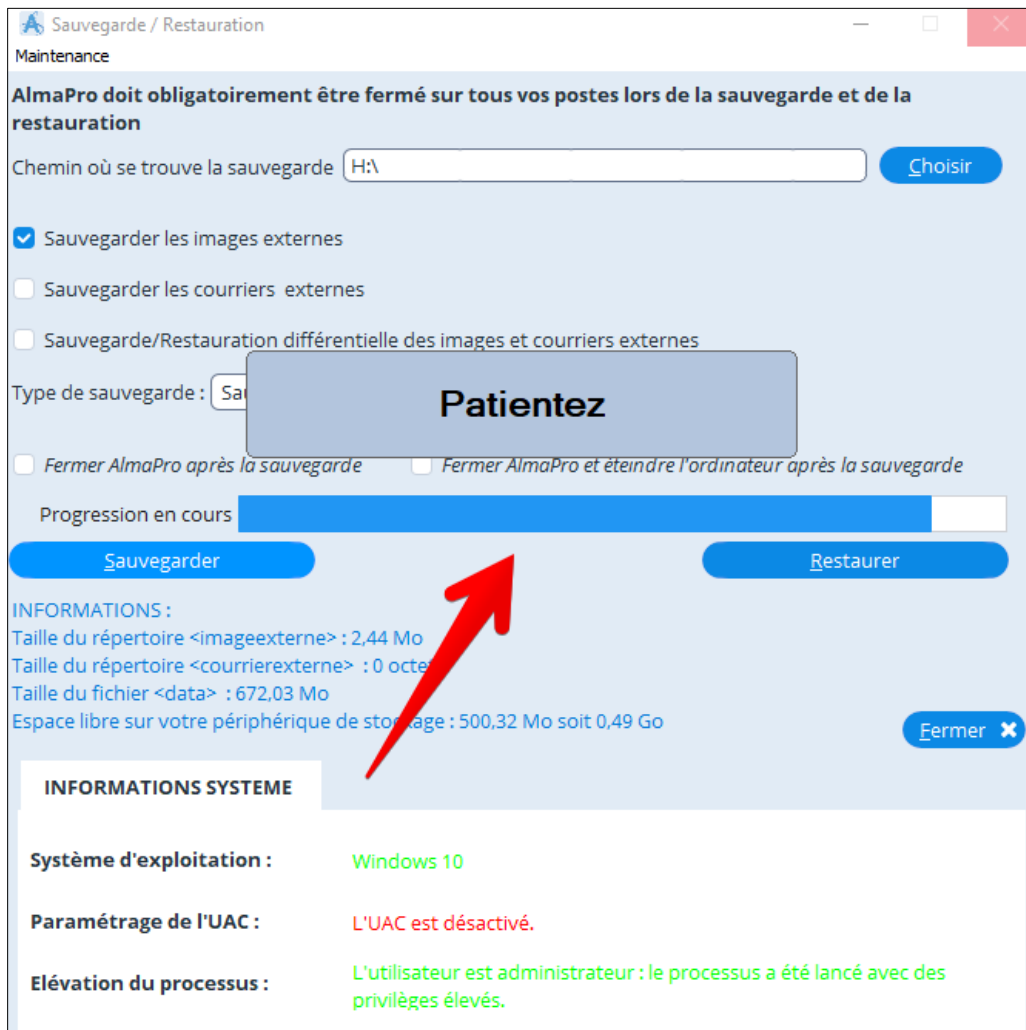 Sauvegarde / Restauration
Maintenance
AlmaPro doit obligatoirement être fermé sur tous vos postes lors de la sauvegarde et de la
restauration
Chemin où se trouve la sauvegarde H:\ Choisir
Sauvegarder les images externes
Sauvegarder les courriers externes
Sauvegarde/Restauration différentielle des images et courriers externes
Type de sauvegarde :
Patientez
Fermer AlmaPro après la sauvegarde Fermer AlmaPro et éteindre l'ordinateur après la sauvegarde
Progression en cours
Sauvegarder Restaurer
INFORMATIONS :
Taille du répertoire <imageexterne> : 2,44 Mo
Taille du répertoire <courrierexterne> : 0 octe
Taille du fichier <data> : 672,03 Mo
Espace libre sur votre périphérique de stockage : 500,32 Mo soit 0,49 Go
Fermer
INFORMATIONS SYSTEME
Système d'exploitation : Windows 10
Paramétrage de l'UAC : L'UAC est désactivé.
Elévation du processus : L'utilisateur est administrateur : le processus a été lancé avec des
privilèges élevés.